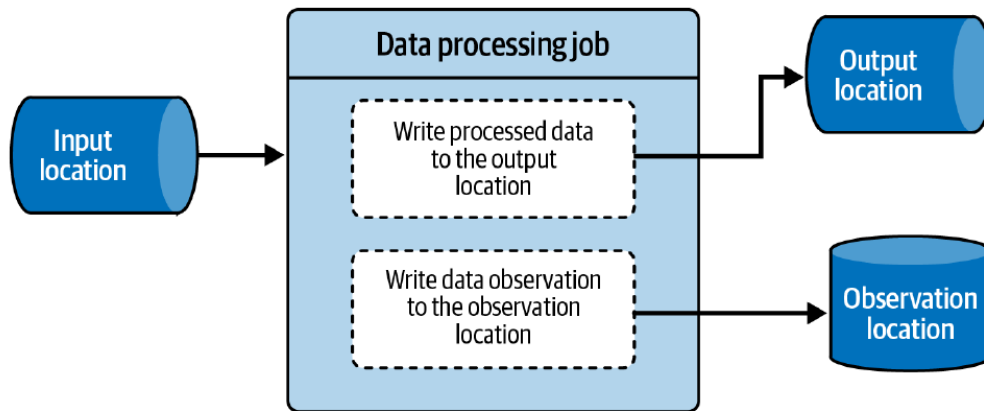 Data processing job
Input
location
Write processed data
to the output
location
Output
location
Write data observation
to the observation
location
Observation
location